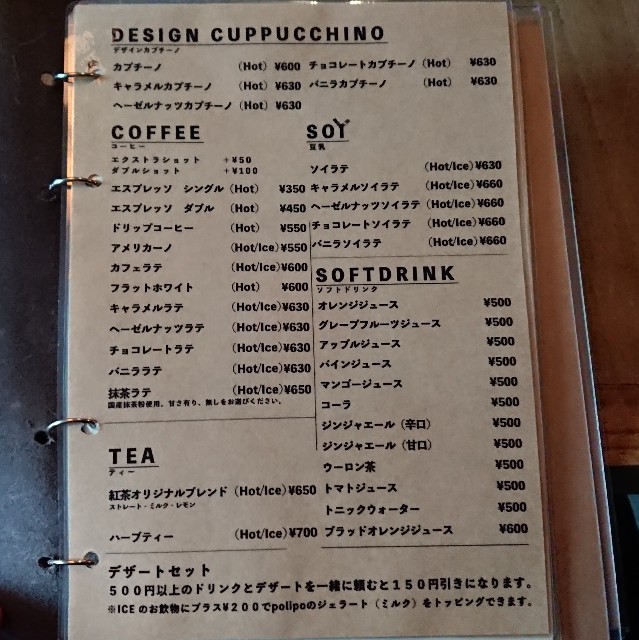 DESIGN CUPPUCCHINO
デザインカプチーノ
カプチーノ (Hot) ¥600
キャラメルカプチーノ (Hot) ¥630
ヘーゼルナッツカプチーノ (Hot) ¥630
チョコレートカプチーノ (Hot) ¥630
バニラカプチーノ (Hot) ¥630
COFFEE
コーヒー
エクストラショット +¥50
ダブルショット +¥100
エスプレッソ シングル (Hot) ¥350
エスプレッソ ダブル (Hot) ¥450
ドリップコーヒー (Hot) ¥550
アメリカーノ (Hot/Ice) ¥550
カフェラテ (Hot/Ice) ¥600
フラットホワイト (Hot) ¥600
キャラメルラテ (Hot/Ice) ¥630
ヘーゼルナッツラテ (Hot/Ice) ¥630
チョコレートラテ (Hot/Ice) ¥630
バニララテ (Hot/Ice) ¥630
抹茶ラテ (Hot/Ice) ¥650
国産抹茶粉使用。甘さ有り、無しをお選びください。
SOY
豆乳
ソイラテ (Hot/Ice) ¥630
キャラメルソイラテ (Hot/Ice) ¥660
ヘーゼルナッツソイラテ (Hot/Ice) ¥660
チョコレートソイラテ (Hot/Ice) ¥660
バニラソイラテ (Hot/Ice) ¥660
SOFTDRINK
ソフトドリンク
オレンジジュース ¥500
グレープフルーツジュース ¥500
アップルジュース ¥500
パインジュース ¥500
マンゴージュース ¥500
コーラ ¥500
ジンジャエール（辛口） ¥500
ジンジャエール（甘口） ¥500
ウーロン茶 ¥500
トマトジュース ¥500
トニックウォーター ¥500
ブラッドオレンジジュース ¥600
TEA
ティー
紅茶オリジナルブレンド (Hot/Ice) ¥650
ストレート・ミルク・レモン
ハーブティー (Hot/Ice) ¥700
デザートセット
５００円以上のドリンクとデザートを一緒に頼むと１５０円引きになります。
※ICEのお飲物にプラス¥200でpolipoのジェラート（ミルク）をトッピングできます。